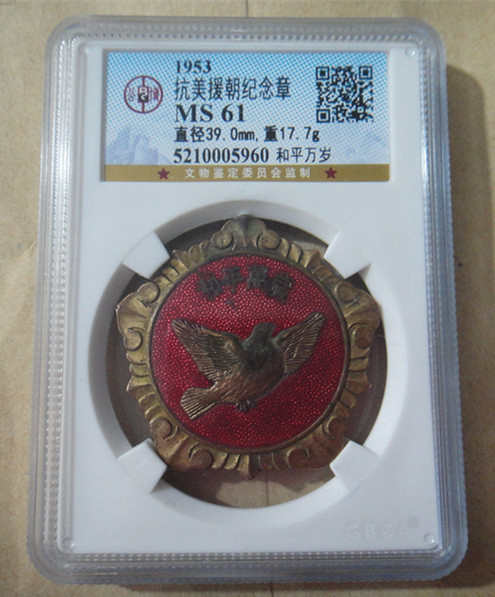 1953
抗美援朝纪念章
MS 61
直径39.0mm,重17.7g
5210005960 和平万岁
★ 文物鉴定委员会监制 ★
和平万岁